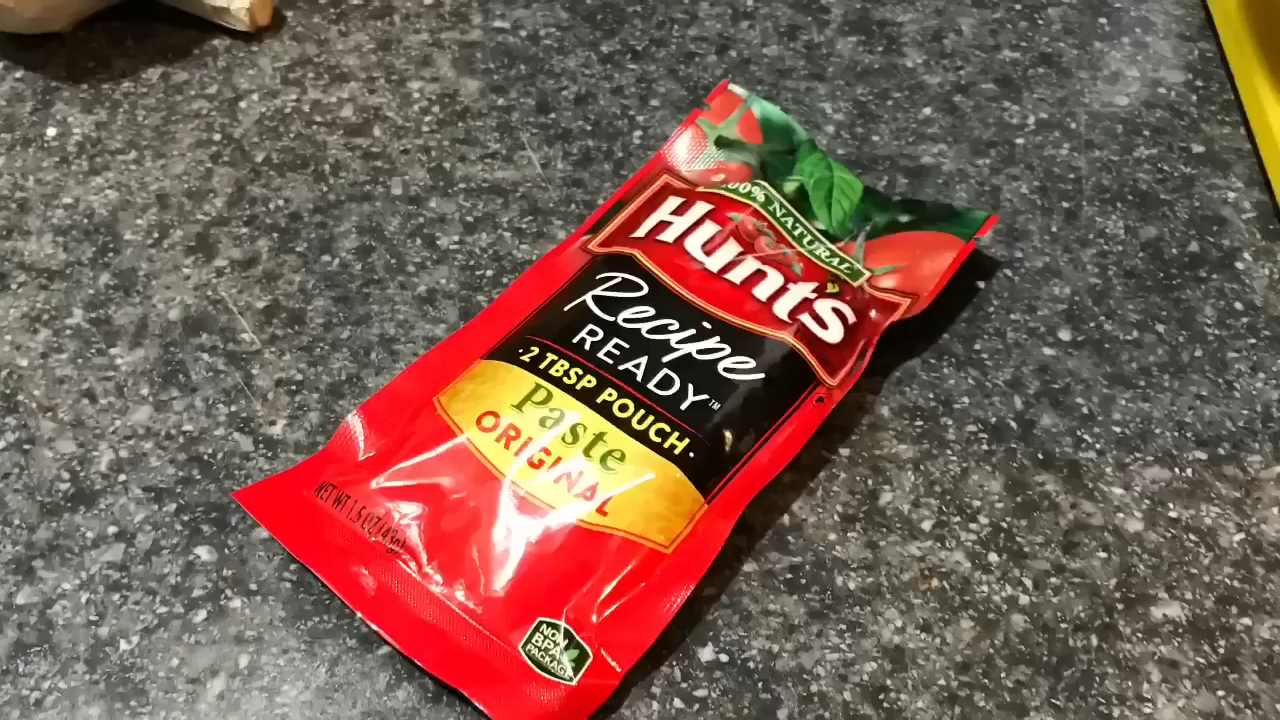 100% NATURAL
Hunt's
Recipe
READY™
·2 TBSP POUCH·
Paste
ORIGINAL
NET WT 1.5 OZ (43g)
NON
BPA
PACKAGE